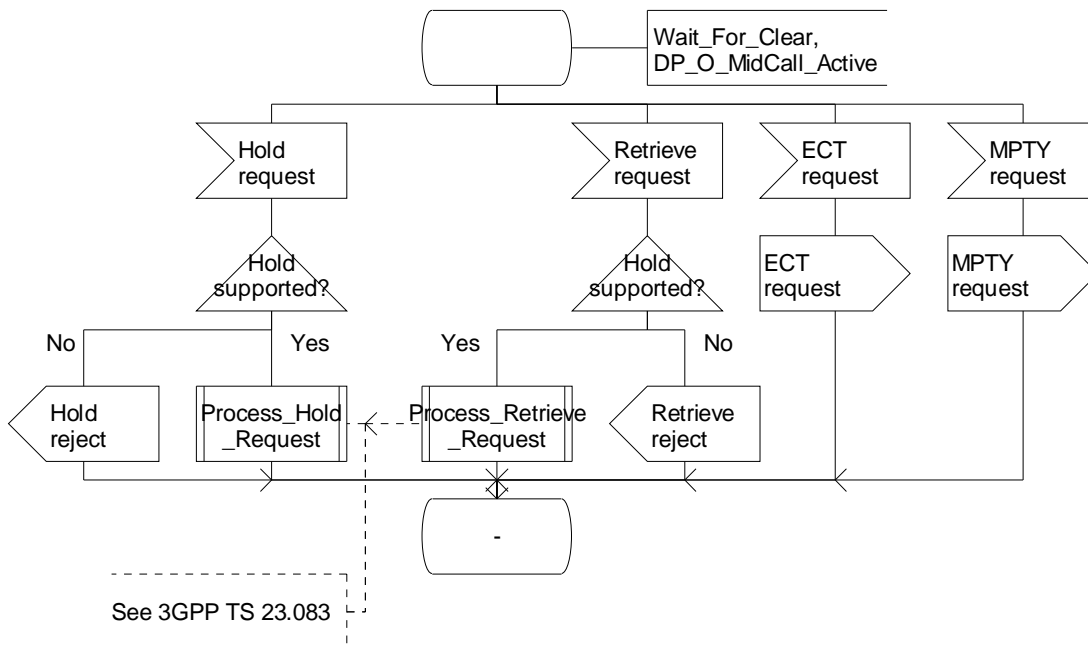 Wait_For_Clear,
DP_O_MidCall_Active
Hold
request
Retrieve
request
ECT
request
MPTY
request
Hold
supported?
Hold
supported?
ECT
request
MPTY
request
No
Yes
Yes
No
Hold
reject
Process_Hold
_Request
Process_Retrieve
_Request
Retrieve
reject
-
See 3GPP TS 23.083